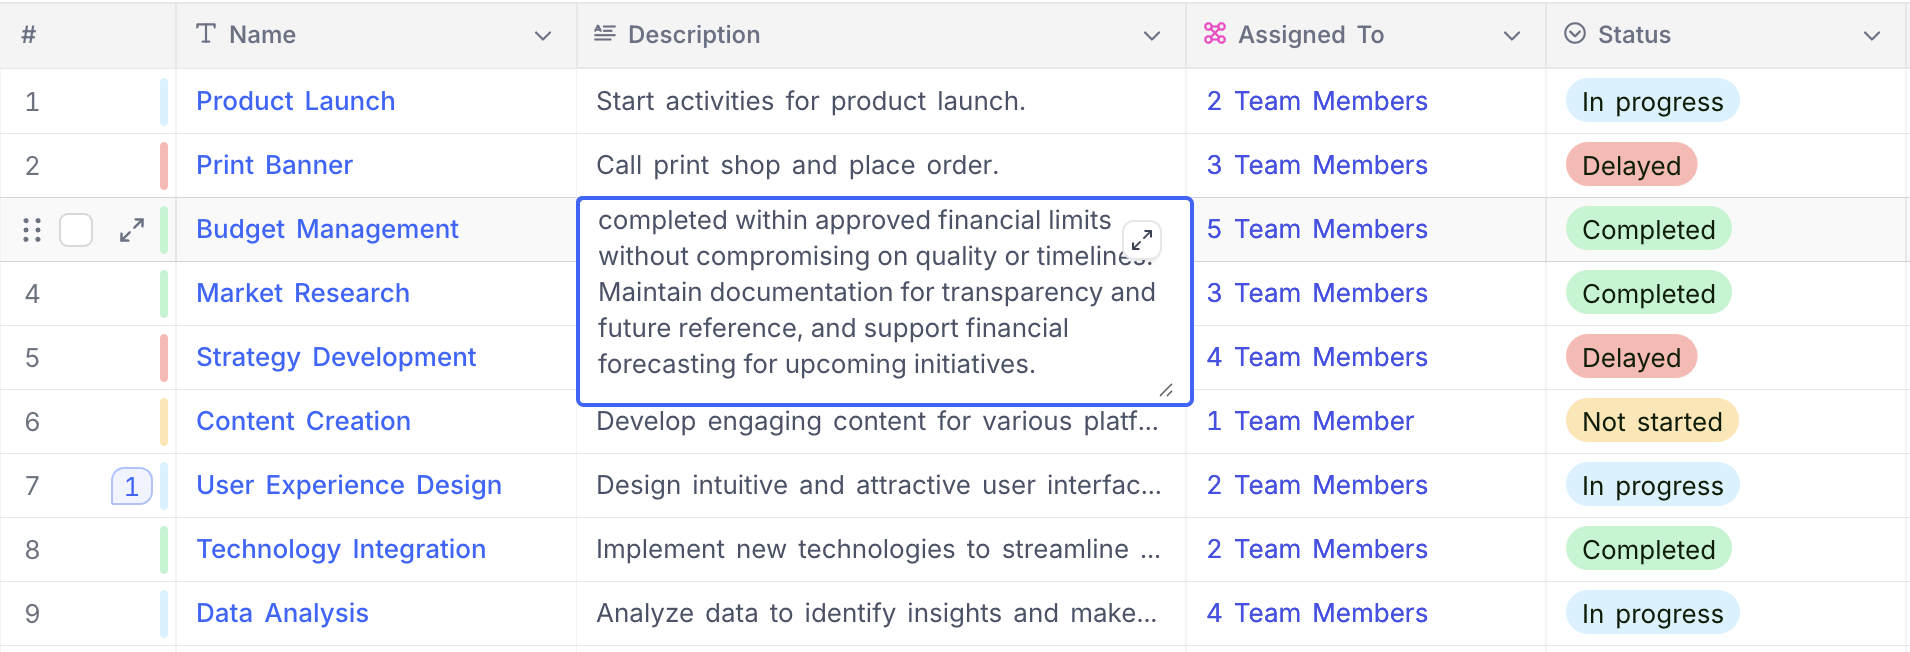 # Name Description Assigned To Status
1 Product Launch Start activities for product launch. 2 Team Members In progress
2 Print Banner Call print shop and place order. 3 Team Members Delayed
Budget Management 5 Team Members Completed
completed within approved financial limits
without compromising on quality or timelines.
Maintain documentation for transparency and
future reference, and support financial
forecasting for upcoming initiatives.
4 Market Research 3 Team Members Completed
5 Strategy Development 4 Team Members Delayed
6 Content Creation Develop engaging content for various platf... 1 Team Member Not started
7 1 User Experience Design Design intuitive and attractive user interfac... 2 Team Members In progress
8 Technology Integration Implement new technologies to streamline ... 2 Team Members Completed
9 Data Analysis Analyze data to identify insights and make... 4 Team Members In progress